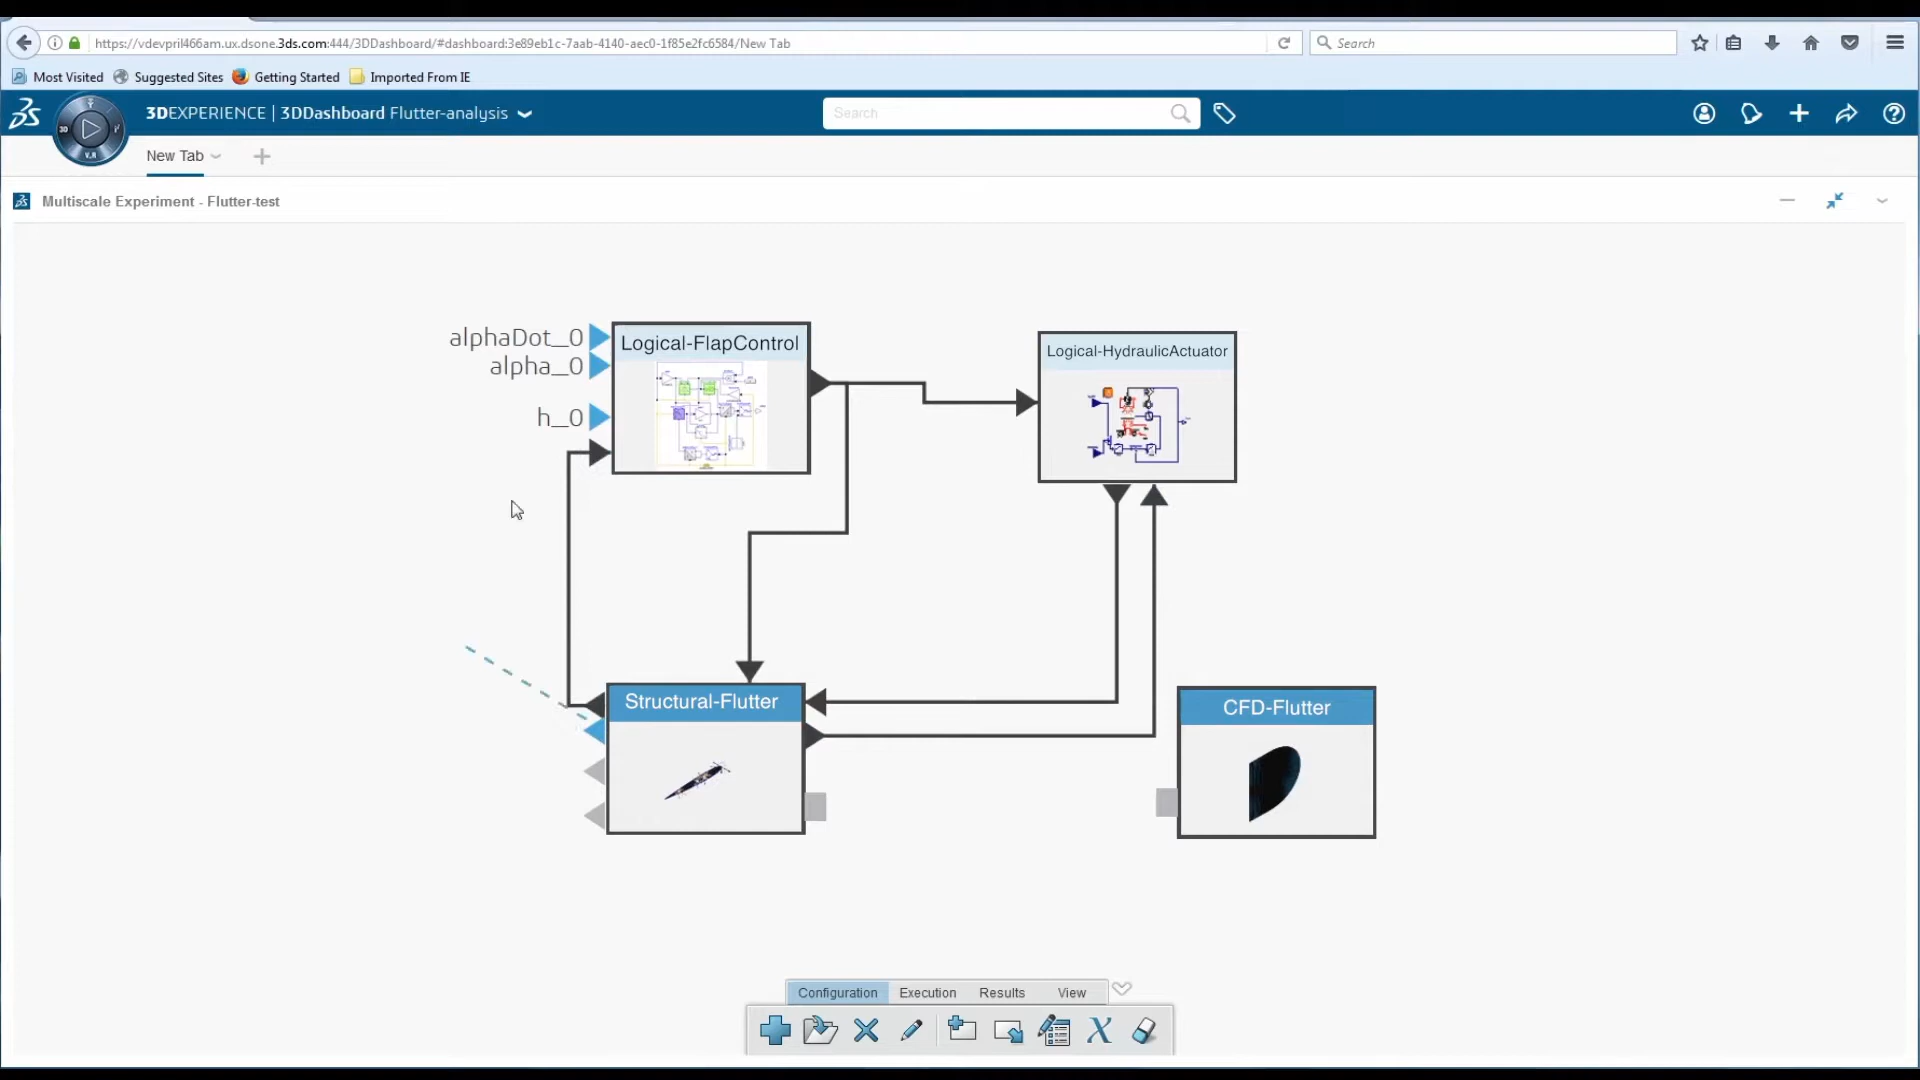 https://vdevpril466am.ux.dsone.3ds.com:444/3DDashboard/#dashboard:3e89eb1c-7aab-4140-aec0-1f85e2fc6584/New Tab
Search
Most Visited
Suggested Sites
Getting Started
Imported From IE
3DEXPERIENCE | 3DDashboard Flutter-analysis
Search
3D
V.R
New Tab
Multiscale Experiment - Flutter-test
alphaDot_0
alpha_0
h_0
Logical-FlapControl
Logical-HydraulicActuator
Structural-Flutter
CFD-Flutter
Configuration
Execution
Results
View